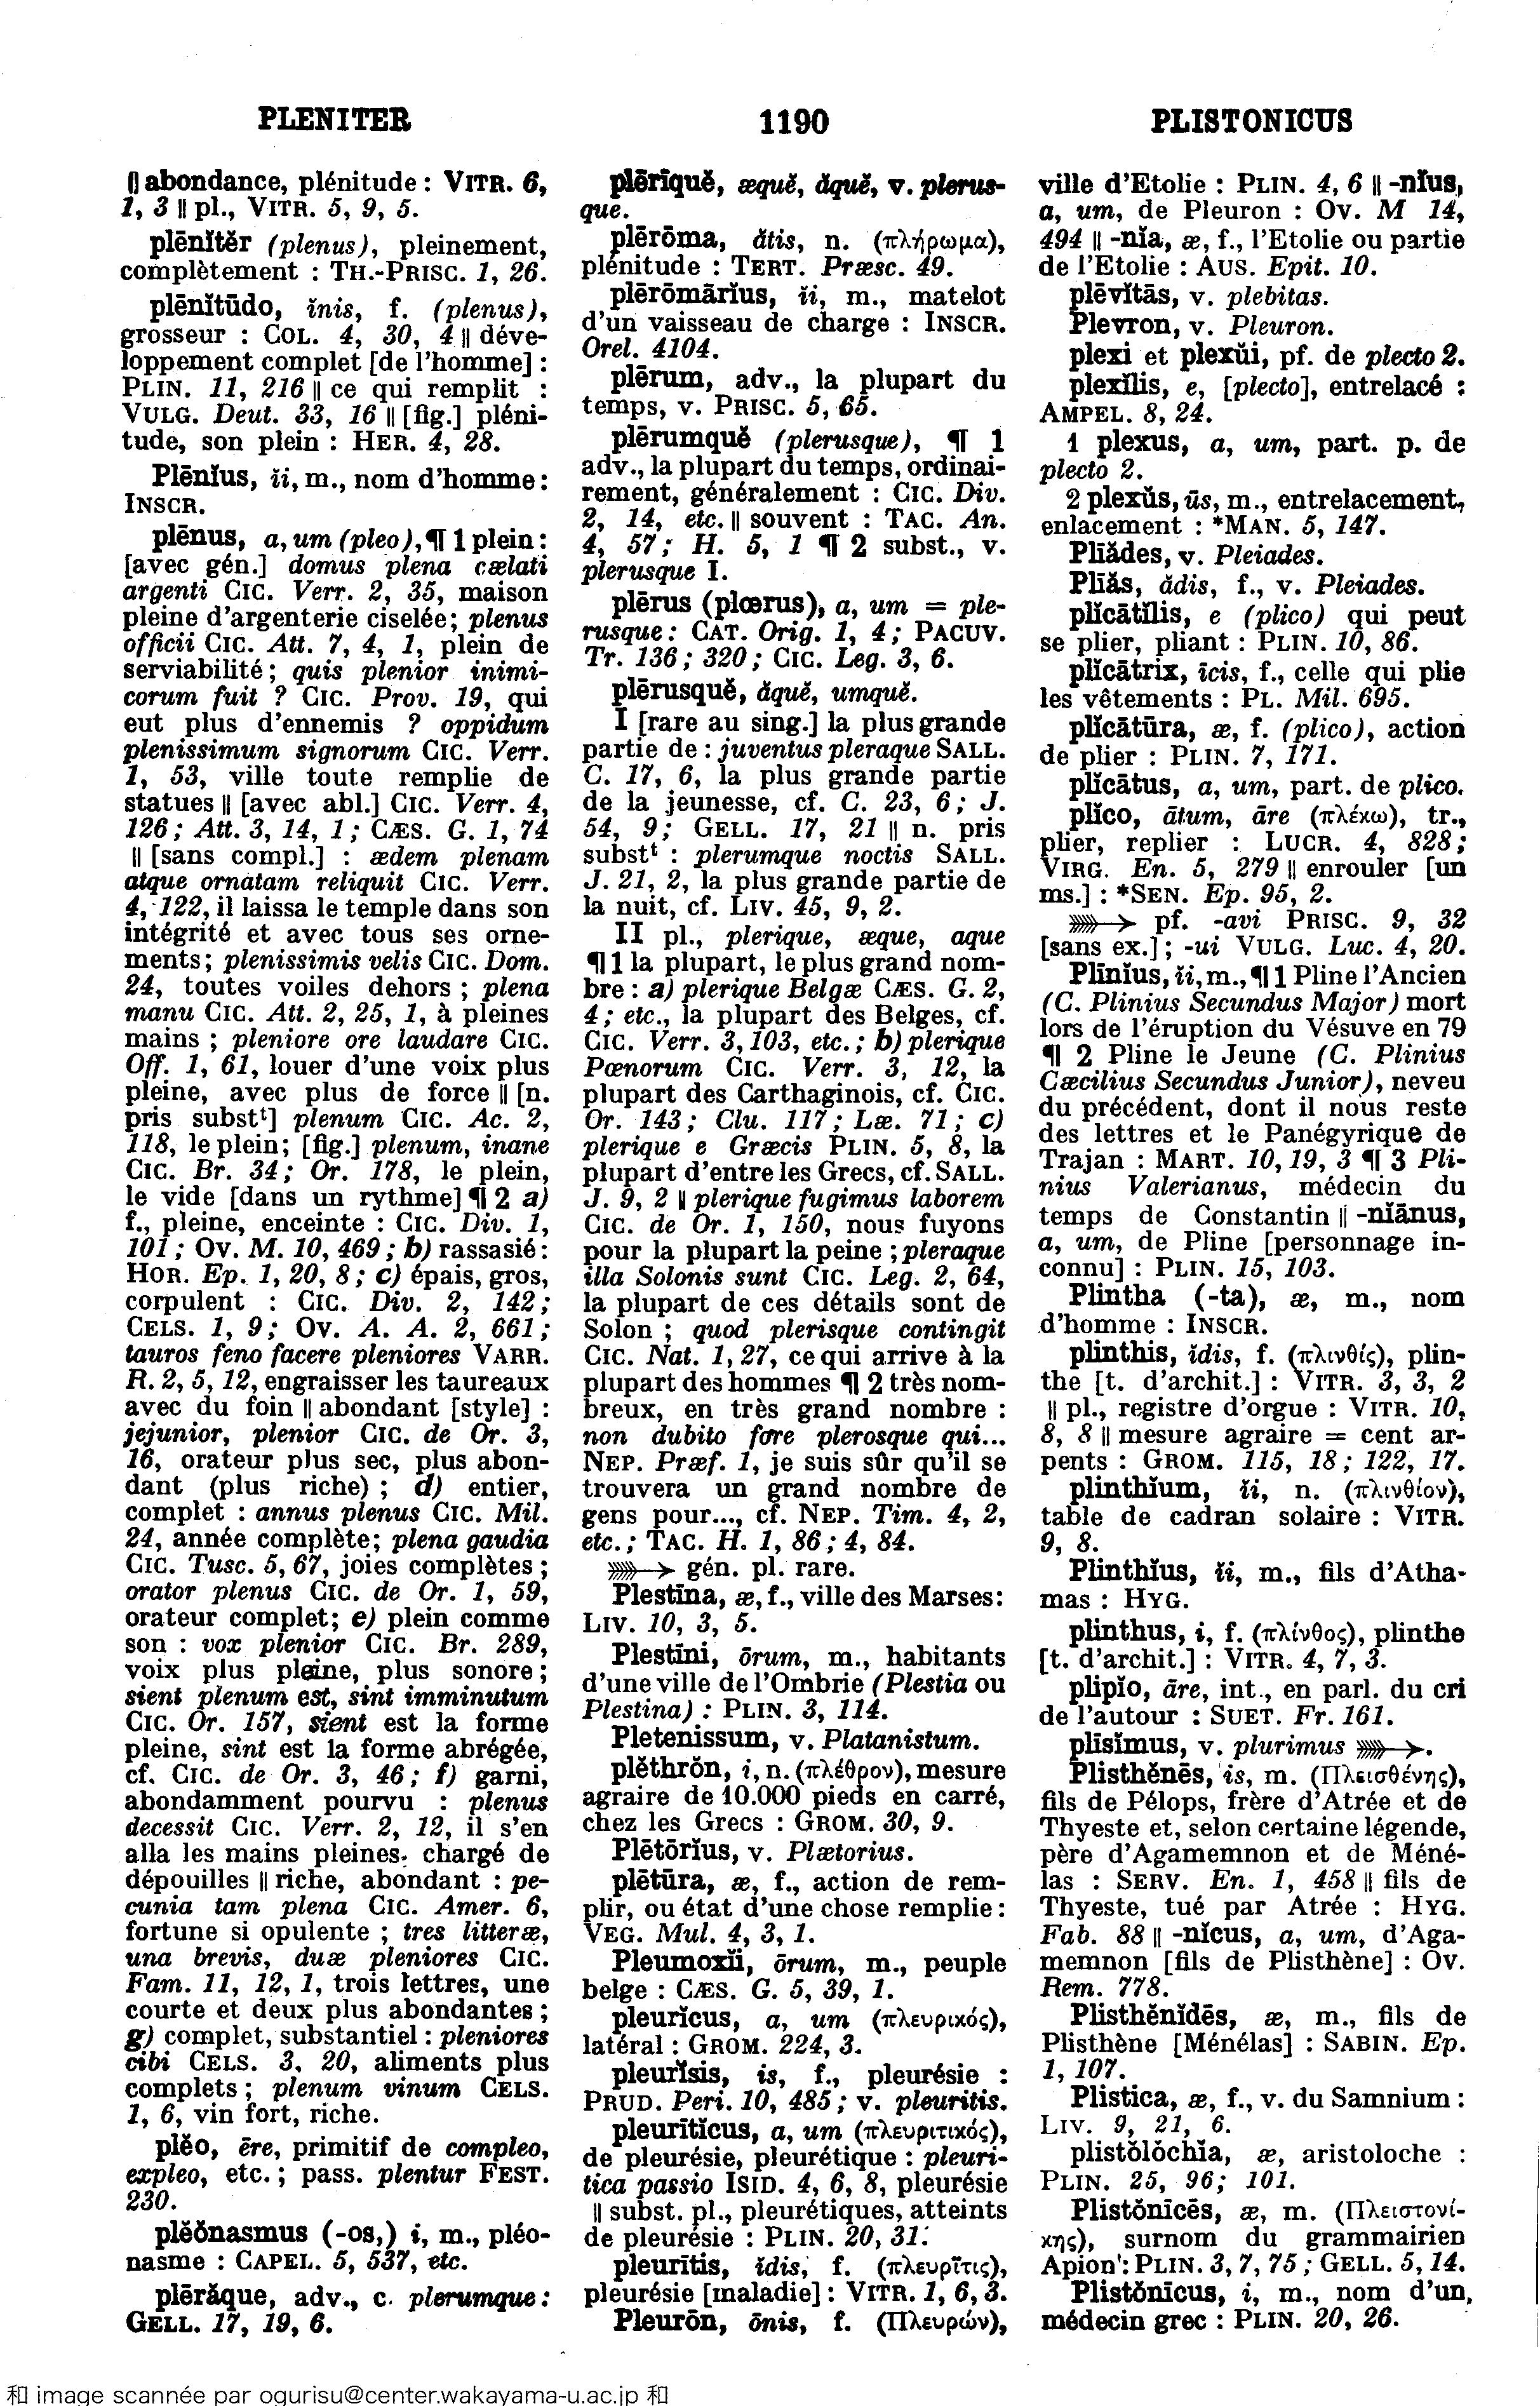 PLENITER
1190
PLISTONICUS
|| abondance, plénitude : VITR. 6,
1, 3 || pl., VITR. 5, 9, 5.
plēnĭtĕr (plenus), pleinement,
complètement : TH.-PRISC. 1, 26.
plēnĭtūdo, ĭnis, f. (plenus),
grosseur : COL. 4, 30, 4 || déve-
loppement complet [de l'homme] :
PLIN. 11, 216 || ce qui remplit :
VULG. Deut. 33, 16 || [fig.] pléni-
tude, son plein : HER. 4, 28.
Plēnĭus, ĭi, m., nom d'homme :
INSCR.
plēnus, a, um (pleo), ¶ 1 plein :
[avec gén.] domus plena cælati
argenti CIC. Verr. 2, 35, maison
pleine d'argenterie ciselée ; plenus
officii CIC. Att. 7, 4, 1, plein de
serviabilité ; quis plenior inimi-
corum fuit ? CIC. Prov. 19, qui
eut plus d'ennemis ? oppidum
plenissimum signorum CIC. Verr.
1, 53, ville toute remplie de
statues || [avec abl.] CIC. Verr. 4,
126 ; Att. 3, 14, 1 ; CÆS. G. 1, 74
|| [sans compl.] : ædem plenam
atque ornatam reliquit CIC. Verr.
4, 122, il laissa le temple dans son
intégrité et avec tous ses orne-
ments ; plenissimis velis CIC. Dom.
24, toutes voiles dehors ; plena
manu CIC. Att. 2, 25, 1, à pleines
mains ; pleniore ore laudare CIC.
Off. 1, 61, louer d'une voix plus
pleine, avec plus de force || [n.
pris substᵗ] plenum CIC. Ac. 2,
118, le plein ; [fig.] plenum, inane
CIC. Br. 34 ; Or. 178, le plein,
le vide [dans un rythme] ¶ 2 a)
f., pleine, enceinte : CIC. Div. 1,
101 ; OV. M. 10, 469 ; b) rassasié :
HOR. Ep. 1, 20, 8 ; c) épais, gros,
corpulent : CIC. Div. 2, 142 ;
CELS. 1, 9 ; OV. A. A. 2, 661 ;
tauros feno facere pleniores VARR.
R. 2, 5, 12, engraisser les taureaux
avec du foin || abondant [style] :
jejunior, plenior CIC. de Or. 3,
16, orateur plus sec, plus abon-
dant (plus riche) ; d) entier,
complet : annus plenus CIC. Mil.
24, année complète ; plena gaudia
CIC. Tusc. 5, 67, joies complètes ;
orator plenus CIC. de Or. 1, 59,
orateur complet ; e) plein comme
son : vox plenior CIC. Br. 289,
voix plus pleine, plus sonore ;
sient plenum est, sint imminutum
CIC. Or. 157, sient est la forme
pleine, sint est la forme abrégée,
cf. CIC. de Or. 3, 46 ; f) garni,
abondamment pourvu : plenus
decessit CIC. Verr. 2, 12, il s'en
alla les mains pleines, chargé de
dépouilles || riche, abondant : pe-
cunia tam plena CIC. Amer. 6,
fortune si opulente ; tres litteræ,
una brevis, duæ pleniores CIC.
Fam. 11, 12, 1, trois lettres, une
courte et deux plus abondantes ;
g) complet, substantiel : pleniores
cibi CELS. 3, 20, aliments plus
complets ; plenum vinum CELS.
1, 6, vin fort, riche.
plĕo, ēre, primitif de compleo,
expleo, etc. ; pass. plentur FEST.
230.
plĕŏnasmus (-os,) i, m., pléo-
nasme : CAPEL. 5, 537, etc.
plērăque, adv., c. plerumque :
GELL. 17, 19, 6.
plērīquĕ, æquĕ, ăquĕ, v. plerus-
que.
plērōma, ătis, n. (πλήρωμα),
plénitude : TERT. Præsc. 49.
plērōmārĭus, ĭi, m., matelot
d'un vaisseau de charge : INSCR.
Orel. 4104.
plērum, adv., la plupart du
temps, v. PRISC. 5, 65.
plērumquĕ (plerusque), ¶ 1
adv., la plupart du temps, ordinai-
rement, généralement : CIC. Div.
2, 14, etc. || souvent : TAC. An.
4, 57 ; H. 5, 1 ¶ 2 subst., v.
plerusque I.
plērus (plœrus), a, um = ple-
rusque : CAT. Orig. 1, 4 ; PACUV.
Tr. 136 ; 320 ; CIC. Leg. 3, 6.
plērusquĕ, ăquĕ, umquĕ.
I [rare au sing.] la plus grande
partie de : juventus pleraque SALL.
C. 17, 6, la plus grande partie
de la jeunesse, cf. C. 23, 6 ; J.
54, 9 ; GELL. 17, 21 || n. pris
substᵗ : plerumque noctis SALL.
J. 21, 2, la plus grande partie de
la nuit, cf. LIV. 45, 9, 2.
II pl., plerique, æque, aque
¶ 1 la plupart, le plus grand nom-
bre : a) plerique Belgæ CÆS. G. 2,
4 ; etc., la plupart des Belges, cf.
CIC. Verr. 3, 103, etc. ; b) plerique
Pœnorum CIC. Verr. 3, 12, la
plupart des Carthaginois, cf. CIC.
Or. 143 ; Clu. 117 ; Læ. 71 ; c)
plerique e Græcis PLIN. 5, 8, la
plupart d'entre les Grecs, cf. SALL.
J. 9, 2 || plerique fugimus laborem
CIC. de Or. 1, 150, nous fuyons
pour la plupart la peine ; pleraque
illa Solonis sunt CIC. Leg. 2, 64,
la plupart de ces détails sont de
Solon ; quod plerisque contingit
CIC. Nat. 1, 27, ce qui arrive à la
plupart des hommes ¶ 2 très nom-
breux, en très grand nombre :
non dubito fore plerosque qui...
NEP. Præf. 1, je suis sûr qu'il se
trouvera un grand nombre de
gens pour..., cf. NEP. Tim. 4, 2,
etc. ; TAC. H. 1, 86 ; 4, 84.
gén. pl. rare.
Plestīna, æ, f., ville des Marses :
LIV. 10, 3, 5.
Plestīni, ōrum, m., habitants
d'une ville de l'Ombrie (Plestia ou
Plestina) : PLIN. 3, 114.
Pletenissum, v. Platanistum.
plĕthrŏn, i, n. (πλέθρον), mesure
agraire de 10.000 pieds en carré,
chez les Grecs : GROM. 30, 9.
Plētōrĭus, v. Plætorius.
plētūra, æ, f., action de rem-
plir, ou état d'une chose remplie :
VEG. Mul. 4, 3, 1.
Pleumoxĭi, ōrum, m., peuple
belge : CÆS. G. 5, 39, 1.
pleurĭcus, a, um (πλευρικός),
latéral : GROM. 224, 3.
pleurĭsis, is, f., pleurésie :
PRUD. Peri. 10, 485 ; v. pleuritis.
pleurītĭcus, a, um (πλευριτικός),
de pleurésie, pleurétique : pleuri-
tica passio ISID. 4, 6, 8, pleurésie
|| subst. pl., pleurétiques, atteints
de pleurésie : PLIN. 20, 31.
pleurītis, ĭdis, f. (πλευρῖτις),
pleurésie [maladie] : VITR. 1, 6, 3.
Pleurōn, ōnis, f. (Πλευρών),
ville d'Etolie : PLIN. 4, 6 || -nĭus,
a, um, de Pleuron : OV. M 14,
494 || -nĭa, æ, f., l'Etolie ou partie
de l'Etolie : AUS. Epit. 10.
plēvĭtās, v. plebitas.
Plevron, v. Pleuron.
plexi et plexŭi, pf. de plecto 2.
plexĭlis, e, [plecto], entrelacé :
AMPEL. 8, 24.
1 plexus, a, um, part. p. de
plecto 2.
2 plexŭs, ūs, m., entrelacement,
enlacement : *MAN. 5, 147.
Plīădes, v. Pleiades.
Plīăs, ădis, f., v. Pleiades.
plĭcātĭlis, e (plico) qui peut
se plier, pliant : PLIN. 10, 86.
plĭcātrix, īcis, f., celle qui plie
les vêtements : PL. Mil. 695.
plĭcātūra, æ, f. (plico), action
de plier : PLIN. 7, 171.
plĭcātus, a, um, part. de plico.
plĭco, ātum, āre (πλέκω), tr.,
plier, replier : LUCR. 4, 828 ;
VIRG. En. 5, 279 || enrouler [un
ms.] : *SEN. Ep. 95, 2.
pf. -avi PRISC. 9, 32
[sans ex.] ; -ui VULG. Luc. 4, 20.
Plīnĭus, ĭi, m., ¶ 1 Pline l'Ancien
(C. Plinius Secundus Major) mort
lors de l'éruption du Vésuve en 79
¶ 2 Pline le Jeune (C. Plinius
Cæcilius Secundus Junior), neveu
du précédent, dont il nous reste
des lettres et le Panégyrique de
Trajan : MART. 10, 19, 3 ¶ 3 Pli-
nius Valerianus, médecin du
temps de Constantin || -nĭānus,
a, um, de Pline [personnage in-
connu] : PLIN. 15, 103.
Plintha (-ta), æ, m., nom
d'homme : INSCR.
plinthis, ĭdis, f. (πλινθίς), plin-
the [t. d'archit.] : VITR. 3, 3, 2
|| pl., registre d'orgue : VITR. 10,
8, 8 || mesure agraire = cent ar-
pents : GROM. 115, 18 ; 122, 17.
plinthĭum, ĭi, n. (πλινθίον),
table de cadran solaire : VITR.
9, 8.
Plinthĭus, ĭi, m., fils d'Atha-
mas : HYG.
plinthus, i, f. (πλίνθος), plinthe
[t. d'archit.] : VITR. 4, 7, 3.
plipĭo, āre, int., en parl. du cri
de l'autour : SUET. Fr. 161.
plīsĭmus, v. plurimus.
Plisthĕnēs, is, m. (Πλεισθένης),
fils de Pélops, frère d'Atrée et de
Thyeste et, selon certaine légende,
père d'Agamemnon et de Méné-
las : SERV. En. 1, 458 || fils de
Thyeste, tué par Atrée : HYG.
Fab. 88 || -nĭcus, a, um, d'Aga-
memnon [fils de Plisthène] : OV.
Rem. 778.
Plisthĕnĭdēs, æ, m., fils de
Plisthène [Ménélas] : SABIN. Ep.
1, 107.
Plistica, æ, f., v. du Samnium :
LIV. 9, 21, 6.
plistŏlŏchĭa, æ, aristoloche :
PLIN. 25, 96; 101.
Plistŏnīcēs, æ, m. (Πλειστονί-
κης), surnom du grammairien
Apion : PLIN. 3, 7, 75 ; GELL. 5, 14.
Plistŏnīcus, i, m., nom d'un
médecin grec : PLIN. 20, 26.
和 image scannée par ogurisu@center.wakayama-u.ac.jp 和